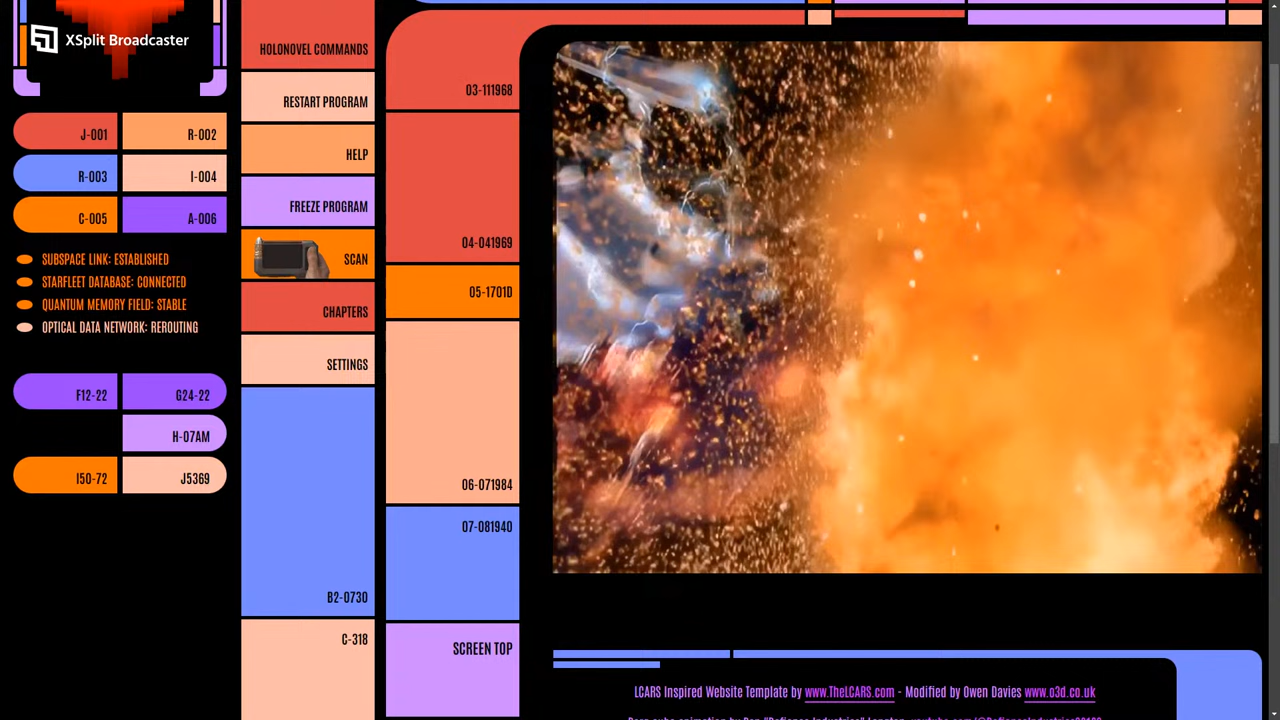 XSplit Broadcaster
J-001
R-002
R-003
I-004
C-005
A-006
SUBSPACE LINK: ESTABLISHED
STARFLEET DATABASE: CONNECTED
QUANTUM MEMORY FIELD: STABLE
OPTICAL DATA NETWORK: REROUTING
F12-22
G24-22
H-07AM
I50-72
J5369
HOLONOVEL COMMANDS
RESTART PROGRAM
HELP
FREEZE PROGRAM
SCAN
CHAPTERS
SETTINGS
B2-0730
C-318
03-111968
04-041969
05-1701D
06-071984
07-081940
SCREEN TOP
LCARS Inspired Website Template by www.TheLCARS.com - Modified by Owen Davies www.o3d.co.uk